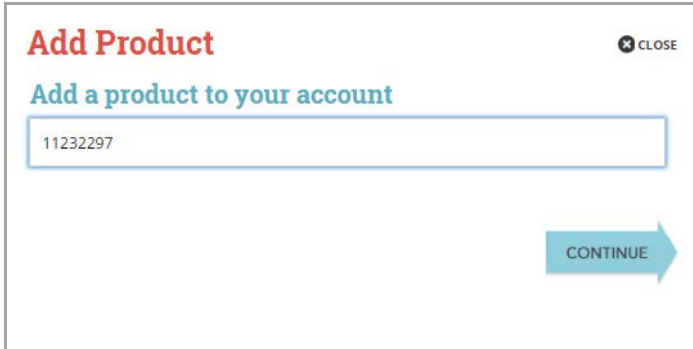 Add Product
CLOSE
Add a product to your account
11232297
CONTINUE